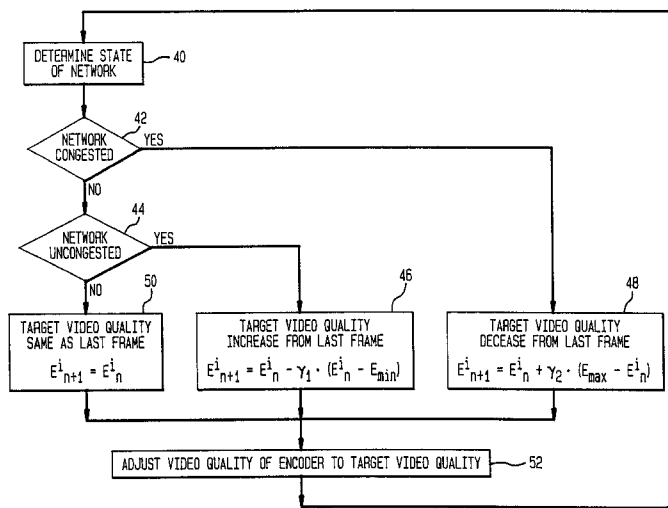 DETERMINE STATE
OF NETWORK
40
42
NETWORK
CONGESTED
YES
NO
44
NETWORK
UNCONGESTED
YES
NO
50
TARGET VIDEO QUALITY
SAME AS LAST FRAME
E^i_{n+1} = E^i_n
46
TARGET VIDEO QUALITY
INCREASE FROM LAST FRAME
E^i_{n+1} = E^i_n - γ_1 · (E^i_n - E_min)
48
TARGET VIDEO QUALITY
DECEASE FROM LAST FRAME
E^i_{n+1} = E^i_n + γ_2 · (E_max - E^i_n)
ADJUST VIDEO QUALITY OF ENCODER TO TARGET VIDEO QUALITY
52